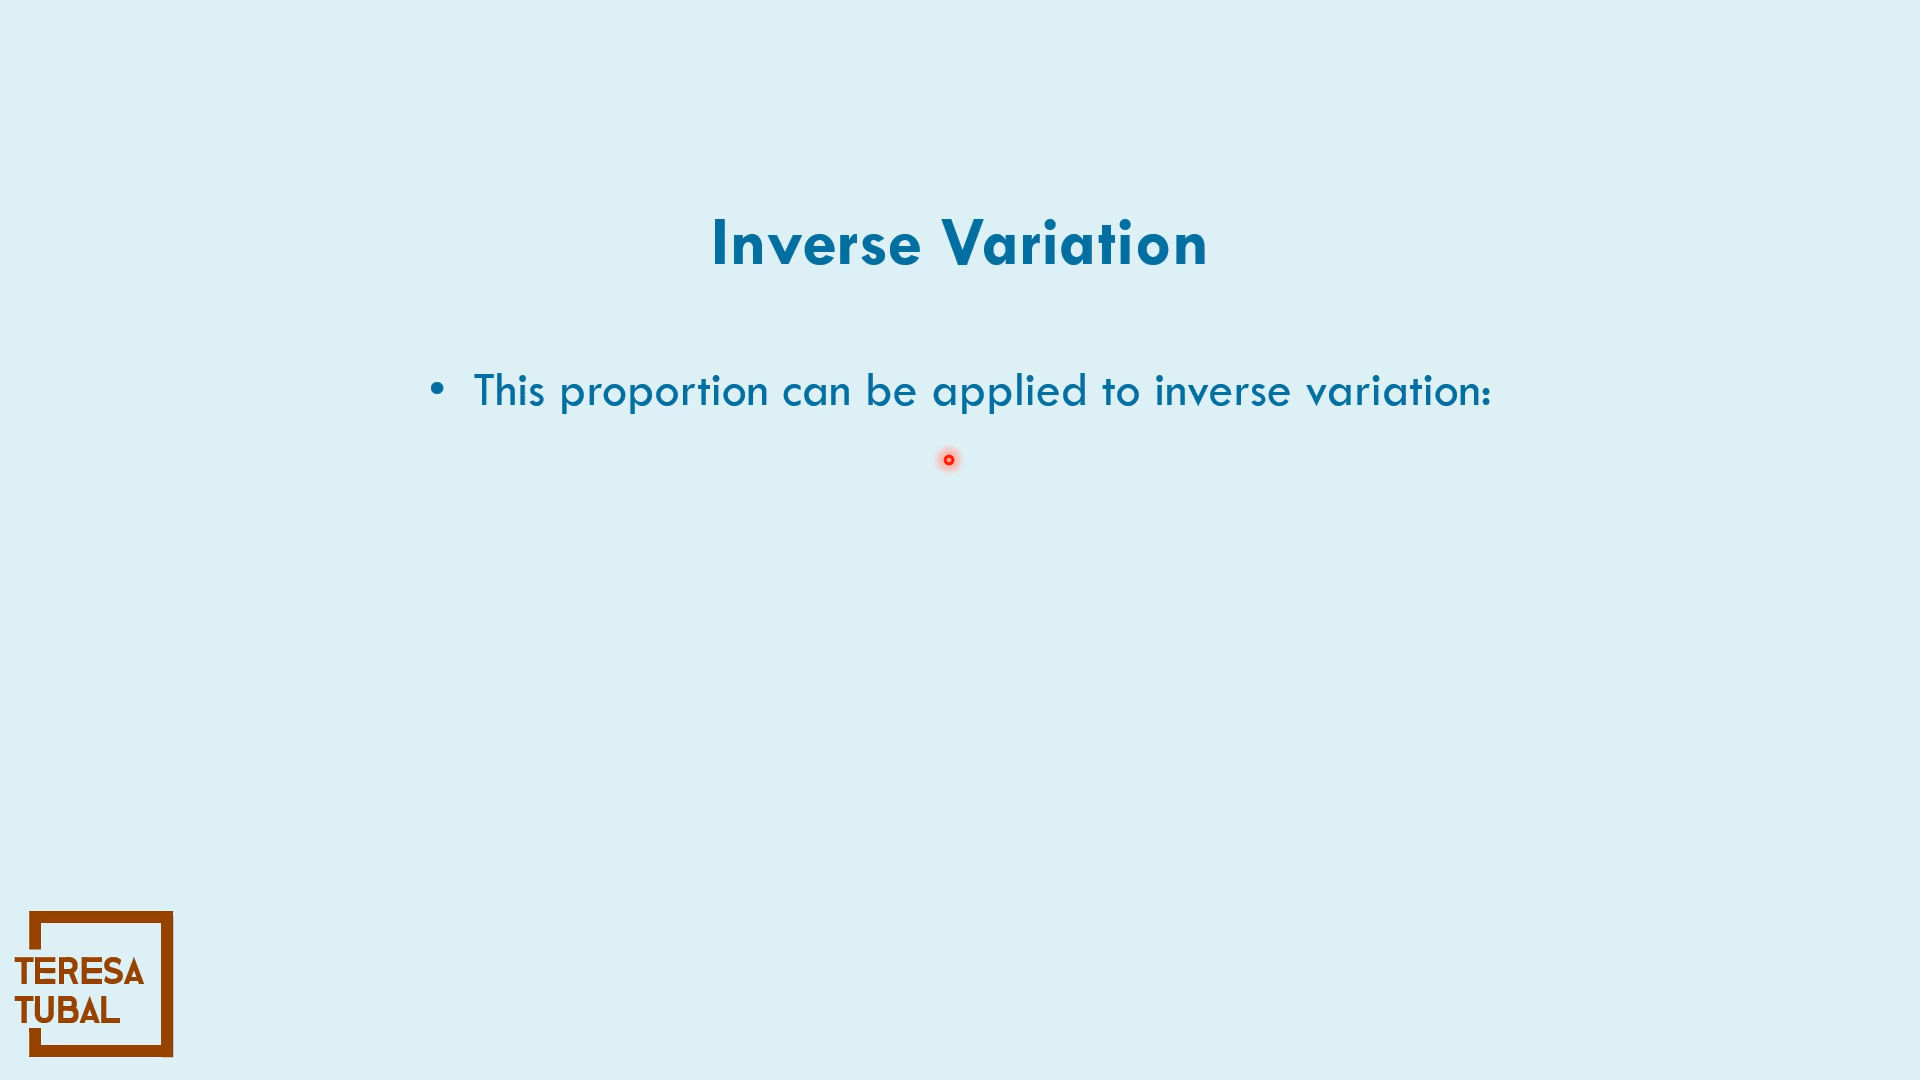 Inverse Variation
• This proportion can be applied to inverse variation:
TERESA
TUBAL